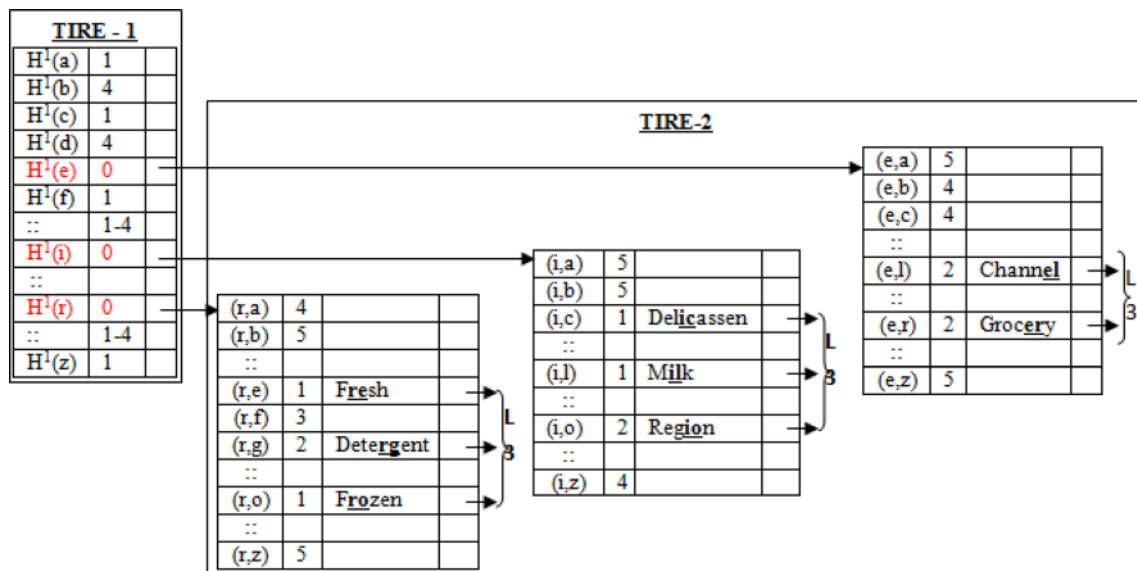 TIRE - 1
H¹(a) 1
H¹(b) 4
H¹(c) 1
H¹(d) 4
H¹(e) 0
H¹(f) 1
:: 1-4
H¹(i) 0
::
H¹(r) 0
:: 1-4
H¹(z) 1
TIRE-2
(r,a) 4
(r,b) 5
::
(r,e) 1 Fresh
(r,f) 3
(r,g) 2 Detergent
::
(r,o) 1 Frozen
::
(r,z) 5
L
3
(i,a) 5
(i,b) 5
(i,c) 1 Delicassen
::
(i,l) 1 Milk
::
(i,o) 2 Region
::
(i,z) 4
L
3
(e,a) 5
(e,b) 4
(e,c) 4
::
(e,l) 2 Channel
::
(e,r) 2 Grocery
::
(e,z) 5
L
3